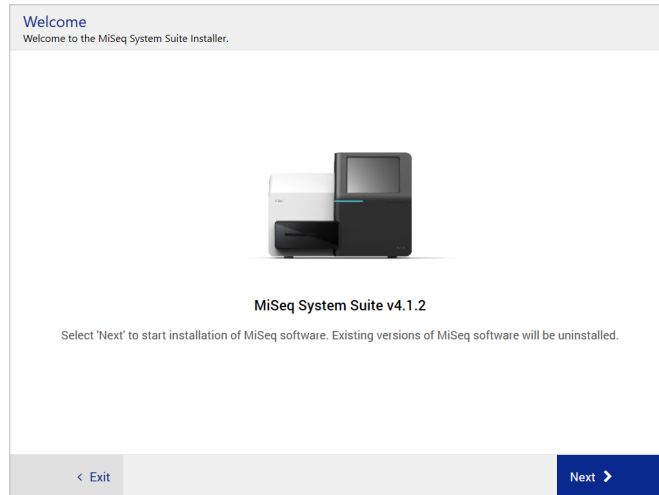 Welcome
Welcome to the MiSeq System Suite Installer.
MiSeq System Suite v4.1.2
Select 'Next' to start installation of MiSeq software. Existing versions of MiSeq software will be uninstalled.
Exit
Next